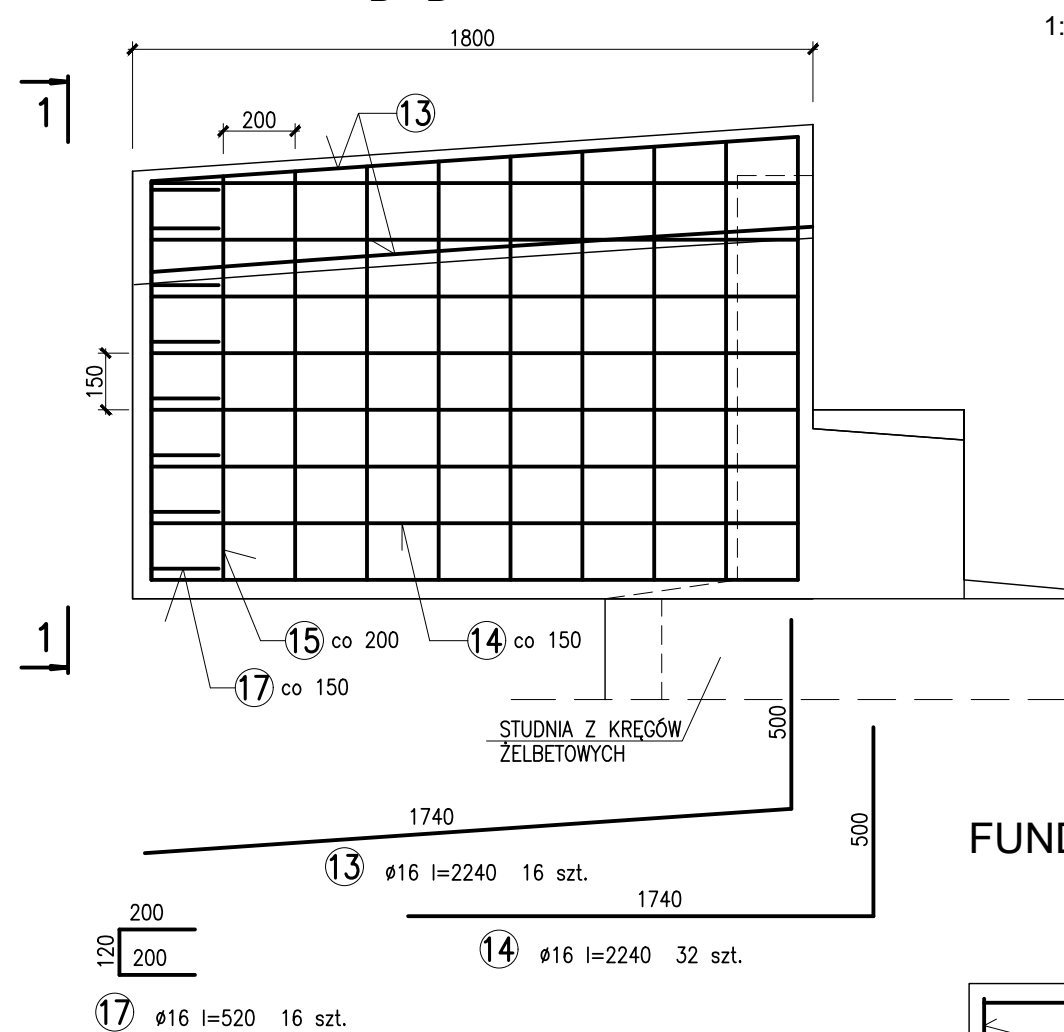 1:
1800
1
200
13
150
1
15 co 200
14 co 150
17 co 150
STUDNIA Z KRĘGÓW
ŻELBETOWYCH
500
1740
13 ø16 l=2240 16 szt.
500
1740
14 ø16 l=2240 32 szt.
FUND
200
120
200
17 ø16 l=520 16 szt.